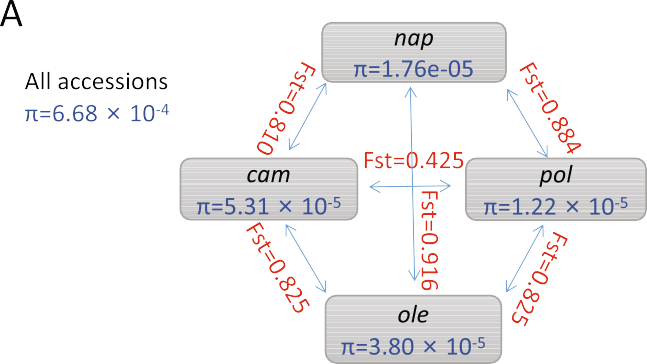 A
nap
π=1.76e-05
All accessions
π=6.68 × 10-4
Fst=0.810
Fst=0.884
Fst=0.425
cam
π=5.31 × 10-5
pol
π=1.22 × 10-5
Fst=0.916
Fst=0.825
Fst=0.825
ole
π=3.80 × 10-5